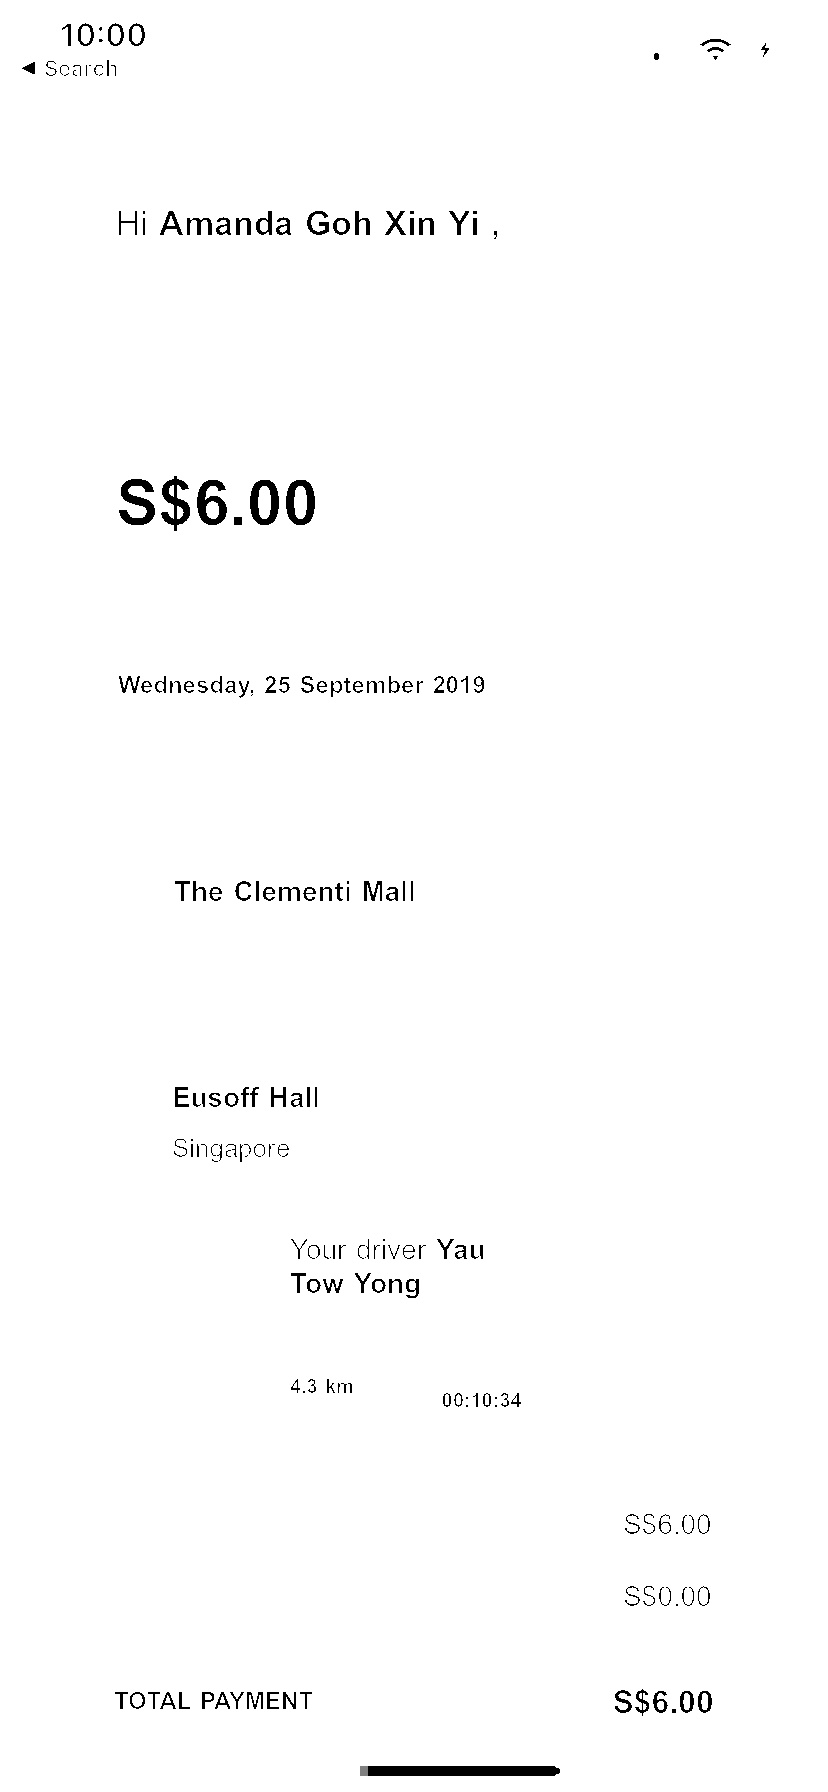 10:00
◀ Search
Hi Amanda Goh Xin Yi ,
S$6.00
Wednesday, 25 September 2019
The Clementi Mall
Eusoff Hall
Singapore
Your driver Yau
Tow Yong
4.3 km
00:10:34
S$6.00
S$0.00
TOTAL PAYMENT S$6.00